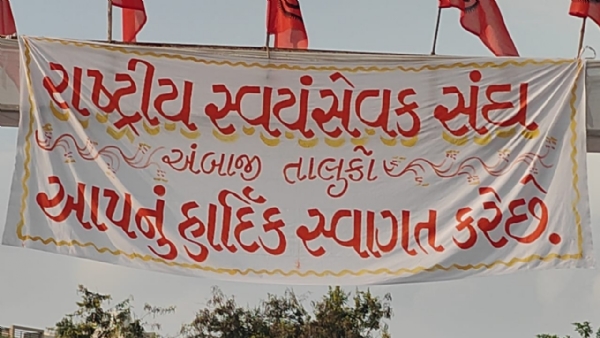 રાષ્ટ્રીય સ્વયંસેવક સંઘ
અંબાજી તાલુકો
આપનું હાર્દિક સ્વાગત કરેછે.